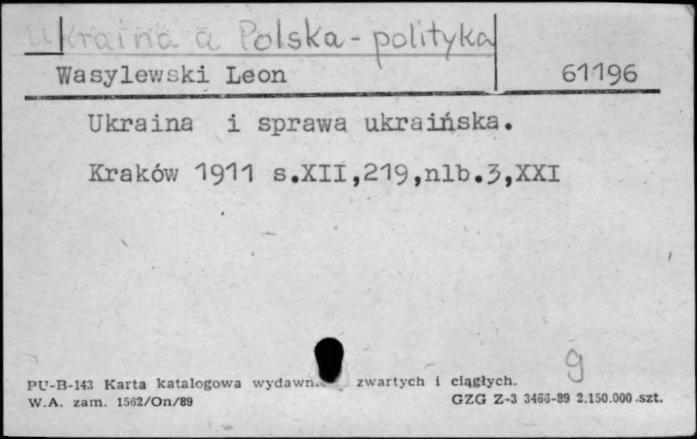 Ukraina a Polska - polityka
Wasylewski Leon 61196
Ukraina i sprawa ukraińska.
Kraków 1911 s.XII,219,nlb.3,XXI
9
PU-B-143 Karta katalogowa wydawn. zwartych i ciągłych.
W.A. zam. 1562/On/89 GZG Z-3 3466-89 2.150.000.szt.